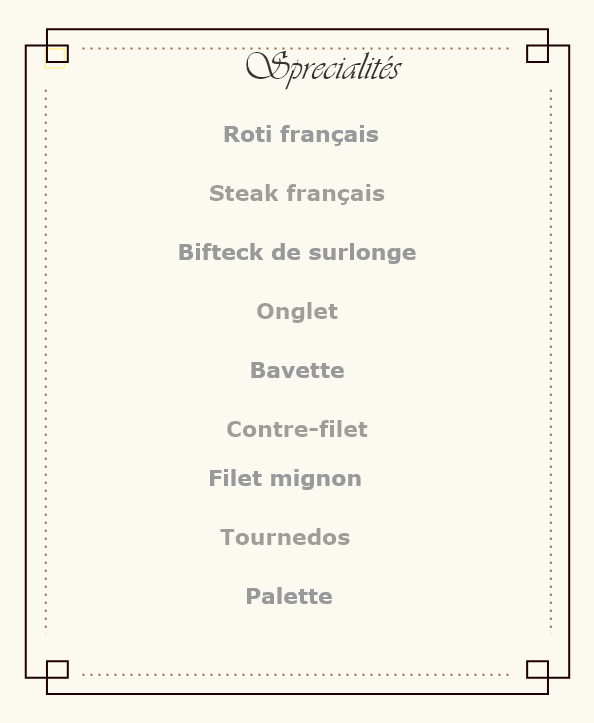 Sprecialités
Roti français
Steak français
Bifteck de surlonge
Onglet
Bavette
Contre-filet
Filet mignon
Tournedos
Palette